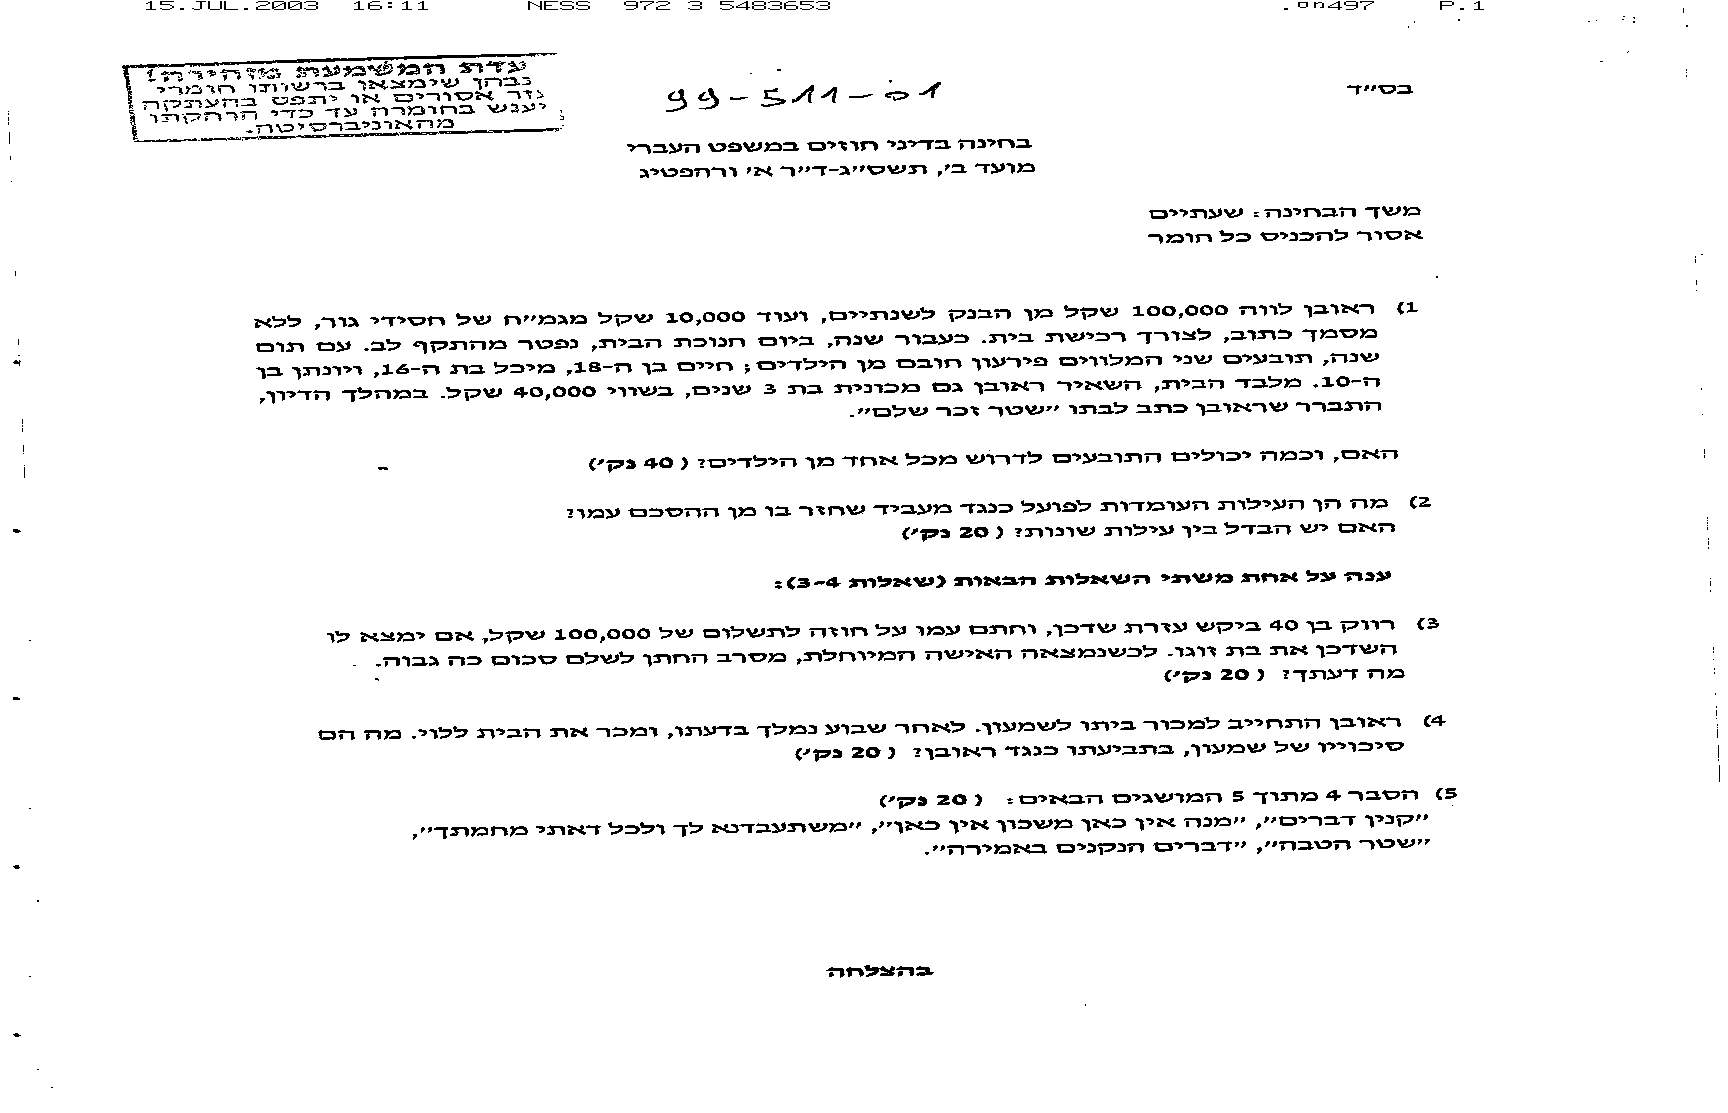 15.JUL.2003 16:11 NESS 972 3 5483653 P.1
ועדת המשמעת מזהירה!
נבחן שימצאו ברשותו חומרי
עזר אסורים או יתפס בהעתקה
יענש בחומרה עד כדי הרחקתו
מהאוניברסיטה.
99-511-01
בס״ד
בחינה בדיני חוזים במשפט העברי
מועד ב׳, תשס״ג-ד״ר א׳ ורהפטיג
משך הבחינה: שעתיים
אסור להכניס כל חומר
1) ראובן לווה 100,000 שקל מן הבנק לשנתיים, ועוד 10,000 שקל מגמ״ח של חסידי גור, ללא
מסמך כתוב, לצורך רכישת בית. כעבור שנה, ביום חנוכת הבית, נפטר מהתקף לב. עם תום
שנה, תובעים שני המלווים פירעון חובם מן הילדים; חיים בן ה-18, מיכל בת ה-16, ויונתן בן
ה-10. מלבד הבית, השאיר ראובן גם מכונית בת 3 שנים, בשווי 40,000 שקל. במהלך הדיון,
התברר שראובן כתב לבתו ״שטר זכר שלם״.
האם, וכמה יכולים התובעים לדרוש מכל אחד מן הילדים? ( 40 נק׳)
2) מה הן העילות העומדות לפועל כנגד מעביד שחזר בו מן ההסכם עמו?
האם יש הבדל בין עילות שונות? ( 20 נק׳)
ענה על אחת משתי השאלות הבאות (שאלות 3-4):
3) רווק בן 40 ביקש עזרת שדכן, וחתם עמו על חוזה לתשלום של 100,000 שקל, אם ימצא לו
השדכן את בת זוגו. לכשנמצאה האישה המיוחלת, מסרב החתן לשלם סכום כה גבוה.
מה דעתך? ( 20 נק׳)
4) ראובן התחייב למכור ביתו לשמעון. לאחר שבוע נמלך בדעתו, ומכר את הבית ללוי. מה הם
סיכוייו של שמעון, בתביעתו כנגד ראובן? ( 20 נק׳)
5) הסבר 4 מתוך 5 המושגים הבאים: ( 20 נק׳)
״קנין דברים״, ״מנה אין כאן משכון אין כאן״, ״משתעבדנא לך ולכל דאתי מחמתך״,
״שטר הטבה״, ״דברים הנקנים באמירה״.
בהצלחה